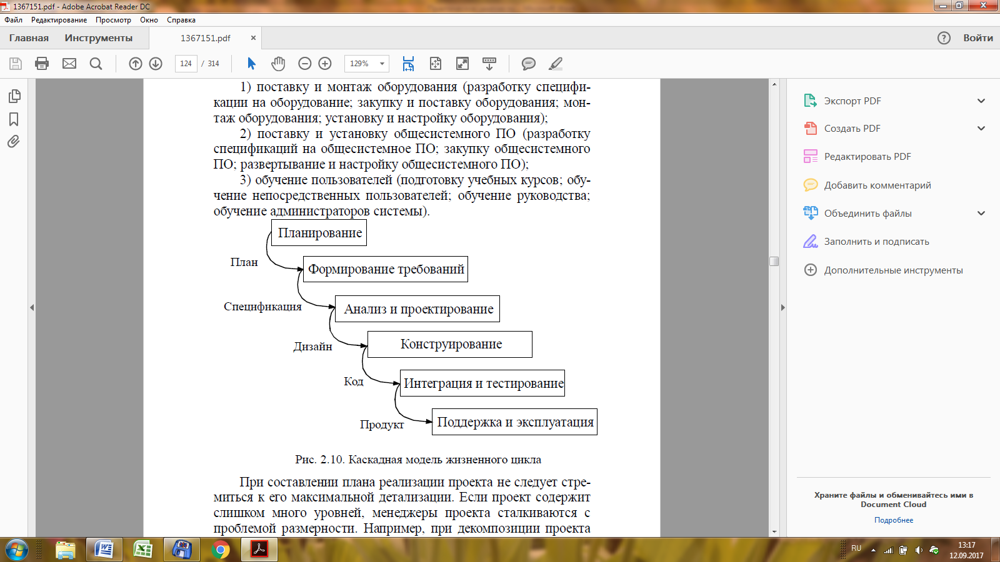 1367151.pdf - Adobe Acrobat Reader DC
Файл Редактирование Просмотр Окно Справка
Главная Инструменты 1367151.pdf × Войти
124 / 314 129%
1) поставку и монтаж оборудования (разработку специфи-
кации на оборудование; закупку и поставку оборудования; мон-
таж оборудования; установку и настройку оборудования);
2) поставку и установку общесистемного ПО (разработку
спецификаций на общесистемное ПО; закупку общесистемного
ПО; развертывание и настройку общесистемного ПО);
3) обучение пользователей (подготовку учебных курсов; обу-
чение непосредственных пользователей; обучение руководства;
обучение администраторов системы).
Планирование
План
Формирование требований
Спецификация
Анализ и проектирование
Дизайн
Конструирование
Код
Интеграция и тестирование
Продукт
Поддержка и эксплуатация
Рис. 2.10. Каскадная модель жизненного цикла
При составлении плана реализации проекта не следует стре-
миться к его максимальной детализации. Если проект содержит
слишком много уровней, менеджеры проекта сталкиваются с
проблемой размерности. Например, при декомпозиции проекта
Экспорт PDF
Создать PDF
Редактировать PDF
Добавить комментарий
Объединить файлы
Заполнить и подписать
Дополнительные инструменты
Храните файлы и обменивайтесь ими в
Document Cloud
Подробнее
RU
13:17
12.09.2017